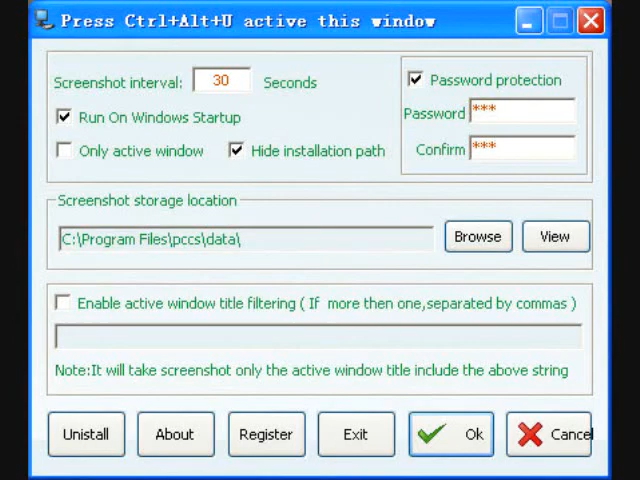 Press Ctrl+Alt+U active this window
Screenshot interval: 30 Seconds
Password protection
Password ***
Confirm ***
Run On Windows Startup
Only active window
Hide installation path
Screenshot storage location
C:\Program Files\pccs\data\
Browse
View
Enable active window title filtering ( If more then one,separated by commas )
Note:It will take screenshot only the active window title include the above string
Unistall
About
Register
Exit
Ok
Cancel